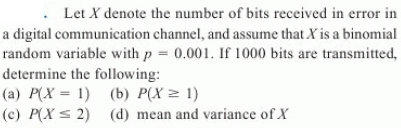 . Let X denote the number of bits received in error in
a digital communication channel, and assume that X is a binomial
random variable with p = 0.001. If 1000 bits are transmitted,
determine the following:
(a) P(X = 1) (b) P(X ≥ 1)
(c) P(X ≤ 2) (d) mean and variance of X